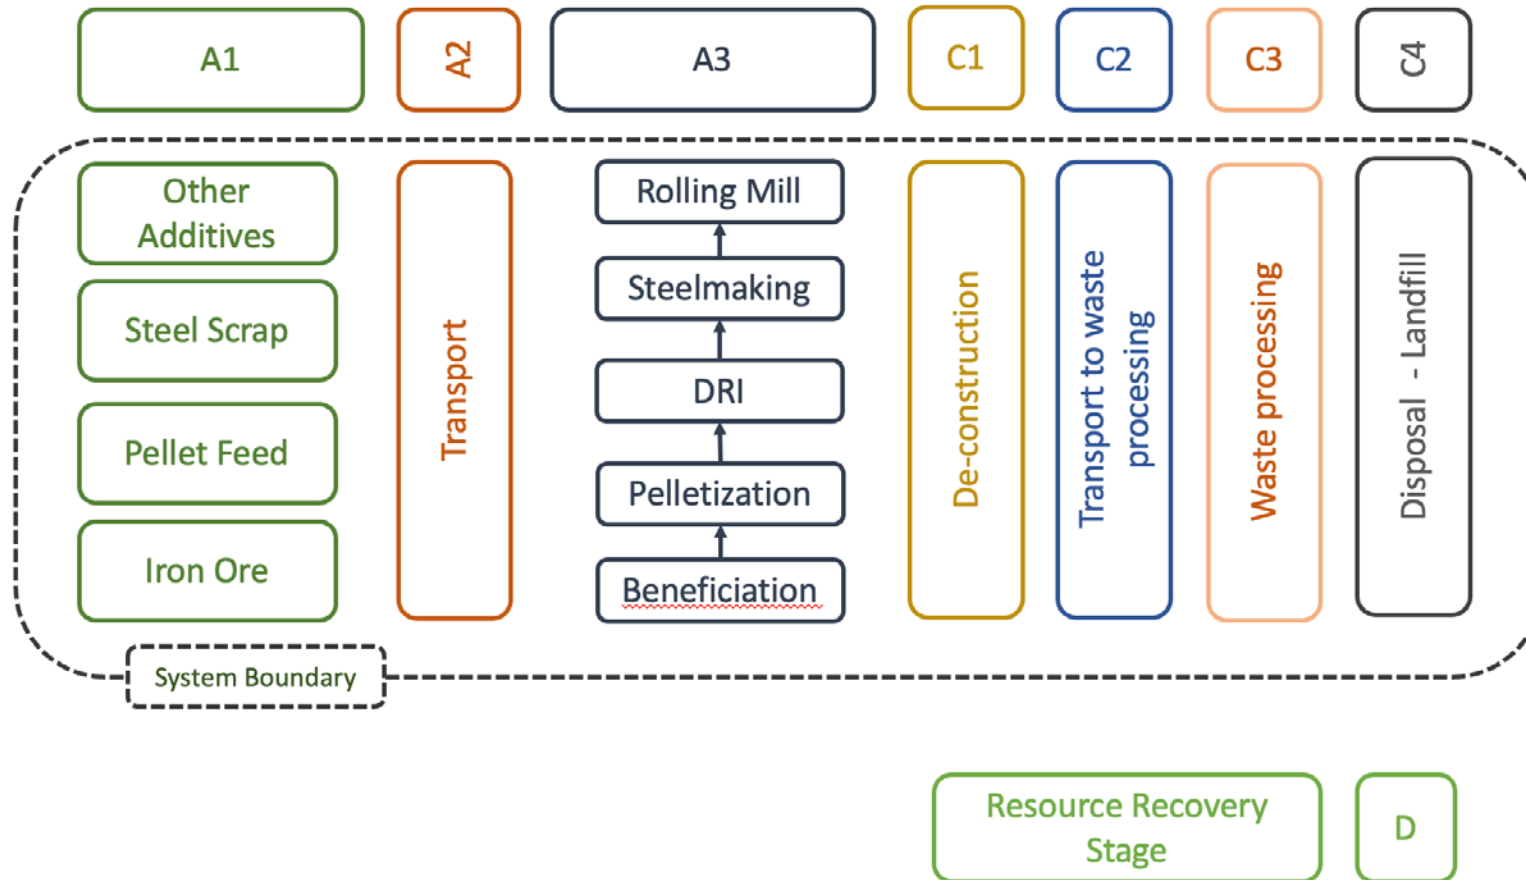 A1
A2
A3
C1
C2
C3
C4
Other
Additives
Steel Scrap
Pellet Feed
Iron Ore
Transport
Rolling Mill
Steelmaking
DRI
Pelletization
Beneficiation
De-construction
Transport to waste
processing
Waste processing
Disposal - Landfill
System Boundary
Resource Recovery
Stage
D